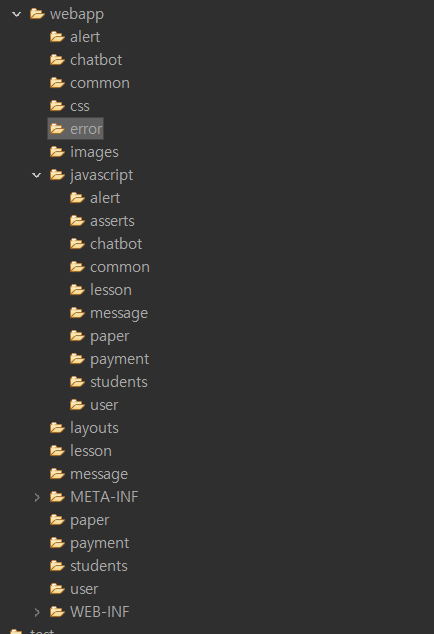 webapp
alert
chatbot
common
css
error
images
javascript
alert
asserts
chatbot
common
lesson
message
paper
payment
students
user
layouts
lesson
message
META-INF
paper
payment
students
user
WEB-INF
test